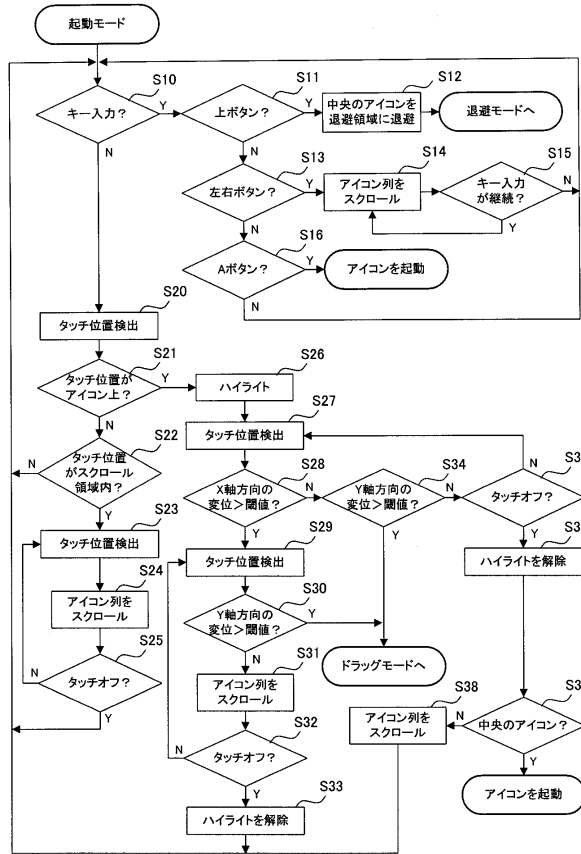 起動モード
S10
キー入力？
Y
N
S11
上ボタン？
Y
N
S12
中央のアイコンを
退避領域に退避
退避モードへ
S13
左右ボタン？
Y
N
S14
アイコン列を
スクロール
S15
キー入力
が継続？
N
Y
S16
Aボタン？
Y
N
アイコンを起動
S20
タッチ位置検出
S21
タッチ位置が
アイコン上？
Y
N
S22
タッチ位置
がスクロール
領域内？
N
Y
S23
タッチ位置検出
S24
アイコン列を
スクロール
S25
タッチオフ？
N
Y
S26
ハイライト
S27
タッチ位置検出
S28
X軸方向の
変位>閾値？
N
Y
S29
タッチ位置検出
S30
Y軸方向の
変位>閾値？
Y
N
S31
アイコン列を
スクロール
S32
タッチオフ？
N
Y
S33
ハイライトを解除
S34
Y軸方向の
変位>閾値？
N
Y
ドラッグモードへ
S3
タッチオフ？
N
Y
S3
ハイライトを解除
S3
中央のアイコン？
N
Y
S38
アイコン列を
スクロール
アイコンを起動